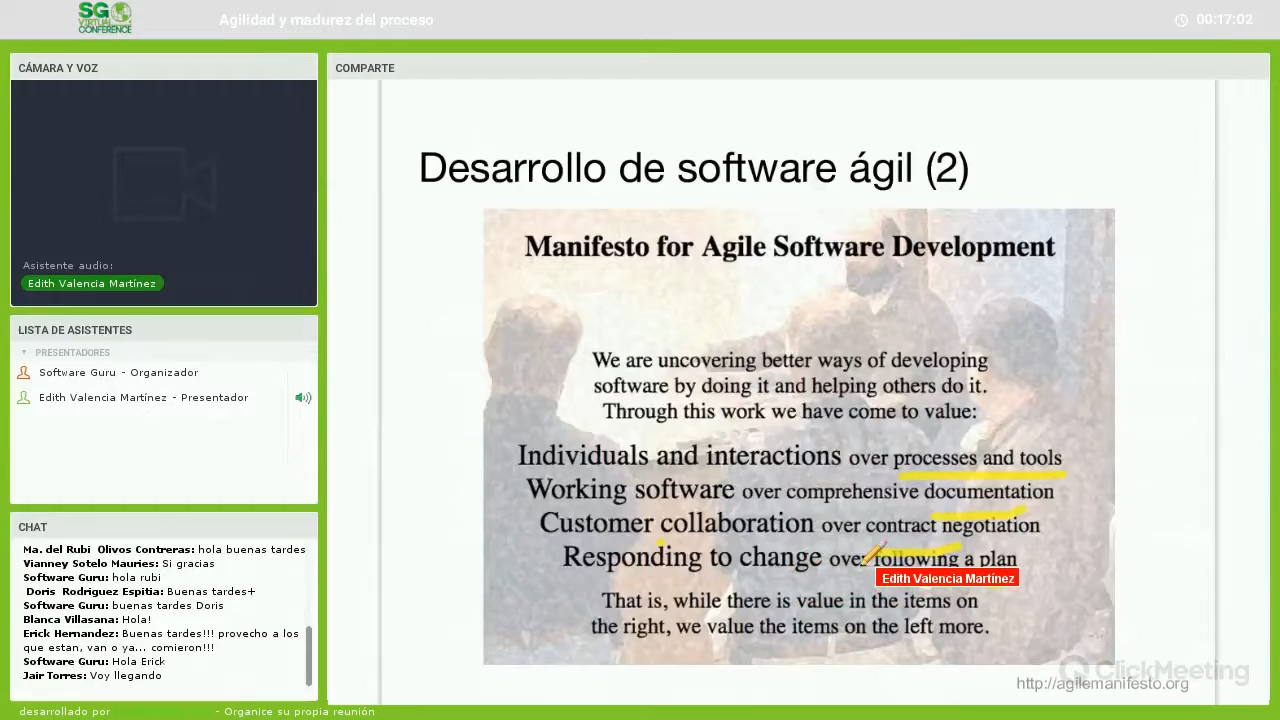 SG
VIRTUAL
CONFERENCE
Agilidad y madurez del proceso
00:17:02
CÁMARA Y VOZ
Asistente audio:
Edith Valencia Martínez
LISTA DE ASISTENTES
PRESENTADORES
Software Guru - Organizador
Edith Valencia Martínez - Presentador
CHAT
Ma. del Rubi Olivos Contreras: hola buenas tardes
Vianney Sotelo Mauries: Si gracias
Software Guru: hola rubi
Doris Rodriguez Espitia: Buenas tardes+
Software Guru: buenas tardes Doris
Blanca Villasana: Hola!
Erick Hernandez: Buenas tardes!!! provecho a los
que estan, van o ya... comieron!!!
Software Guru: Hola Erick
Jair Torres: Voy llegando
COMPARTE
Desarrollo de software ágil (2)
Manifesto for Agile Software Development
We are uncovering better ways of developing
software by doing it and helping others do it.
Through this work we have come to value:
Individuals and interactions over processes and tools
Working software over comprehensive documentation
Customer collaboration over contract negotiation
Responding to change over following a plan
Edith Valencia Martínez
That is, while there is value in the items on
the right, we value the items on the left more.
ClickMeeting
http://agilemanifesto.org
desarrollado por - Organice su propia reunión